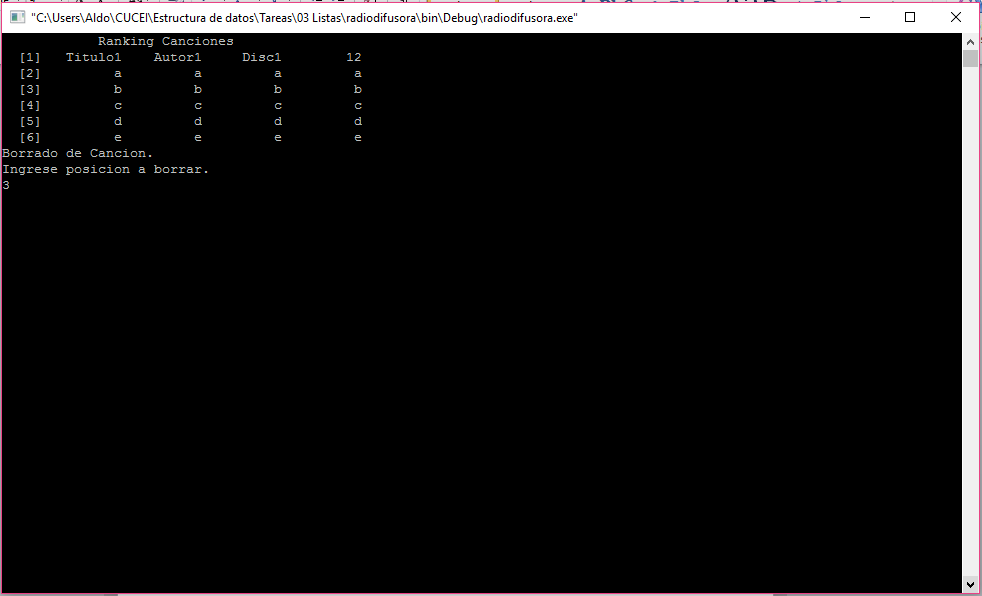 "C:\Users\Aldo\CUCEI\Estructura de datos\Tareas\03 Listas\radiodifusora\bin\Debug\radiodifusora.exe"
Ranking Canciones
[1] Titulo1 Autor1 Disc1 12
[2] a a a a
[3] b b b b
[4] c c c c
[5] d d d d
[6] e e e e
Borrado de Cancion.
Ingrese posicion a borrar.
3